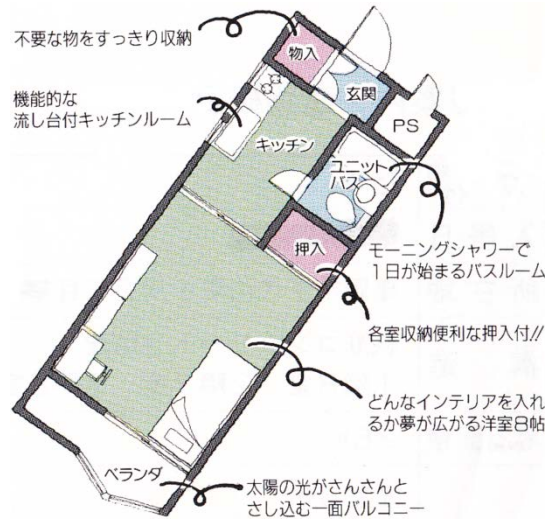 不要な物をすっきり収納
物入
玄関
機能的な
流し台付キッチンルーム
PS
キッチン
ユニット
バス
押入
モーニングシャワーで
1日が始まるバスルーム
各室収納便利な押入付//
どんなインテリアを入れ
るか夢が広がる洋室8帖
ベランダ
太陽の光がさんさんと
さし込む一面バルコニー